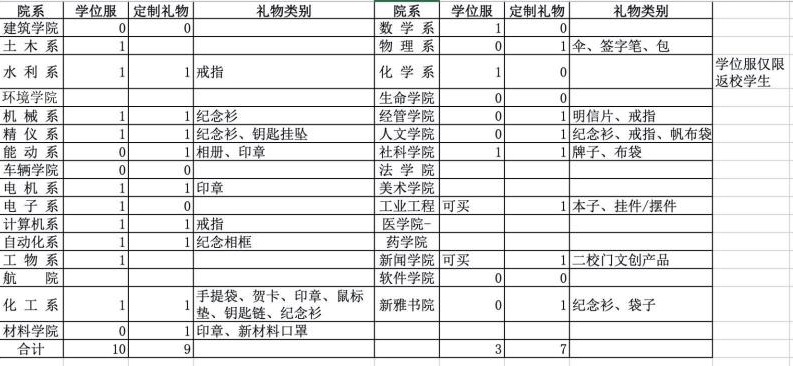 院系 学位服 定制礼物 礼物类别 院系 学位服 定制礼物 礼物类别
建筑学院 0 0 数学系 1 0
土木系 1 物理系 0 1 伞、签字笔、包
水利系 1 1 戒指 化学系 1 0 学位服仅限
返校学生
环境学院 生命学院 0 0
机械系 1 1 纪念衫 经管学院 0 1 明信片、戒指
精仪系 1 1 纪念衫、钥匙挂坠 人文学院 0 1 纪念衫、戒指、帆布袋
能动系 0 1 相册、印章 社科学院 1 1 牌子、布袋
车辆学院 0 0 法学院
电机系 1 1 印章 美术学院
电子系 1 0 工业工程 可买 1 本子、挂件/摆件
计算机系 1 1 戒指 医学院-
自动化系 1 1 纪念相框 药学院
工物系 1 新闻学院 可买 1 二校门文创产品
航院 软件学院 0 0
化工系 1 1 手提袋、贺卡、印章、鼠标
垫、钥匙链、纪念衫 新雅书院 0 1 纪念衫、袋子
材料学院 0 1 印章、新材料口罩
合计 10 9 3 7